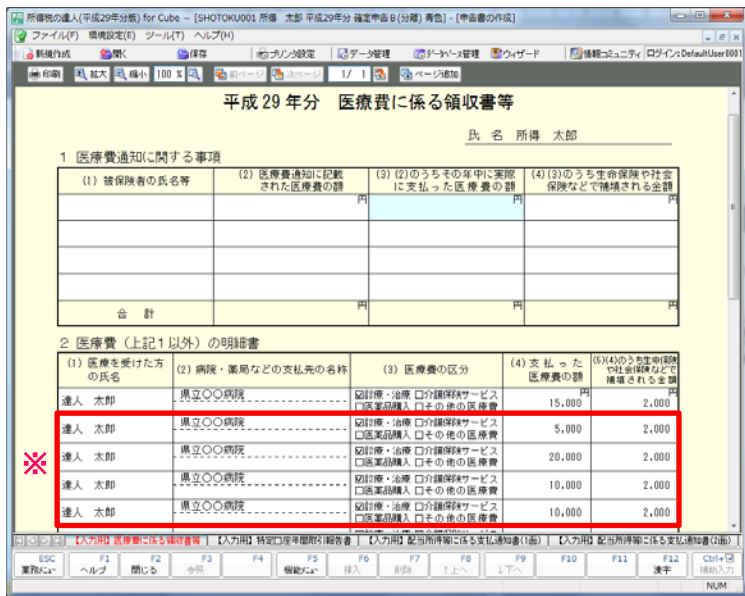 所得税の達人(平成29年分版) for Cube － [SHOTOKU001 所得 太郎 平成29年分 確定申告B(分離) 青色] - [申告書の作成]
ファイル(F) 環境設定(E) ツール(T) ヘルプ(H)
新規作成 開く 保存 プリンタ設定 データ管理 データベース管理 ウィザード 情報コミュニティ ログイン:DefaultUser0001
印刷 拡大 縮小 100 % 前ページ 次ページ 1/ 1 ページ追加
平成 29 年分 医療費に係る領収書等
氏 名 所得 太郎
1 医療費通知に関する事項
(1) 被保険者の氏名等 (2) 医療費通知に記載された医療費の額 (3) (2)のうちその年中に実際に支払った医療費の額 (4) (3)のうち生命保険や社会保険などで補填される金額
円 円 円
合 計 円 円 円
2 医療費（上記１以外）の明細書
(1) 医療を受けた方の氏名 (2) 病院・薬局などの支払先の名称 (3) 医療費の区分 (4) 支払った医療費の額 (5)(4)のうち生命保険や社会保険などで補填される金額
達人 太郎 県立〇〇病院 ☑診療・治療 □介護保険サービス □医薬品購入 □その他の医療費 15,000 円 2,000 円
達人 太郎 県立〇〇病院 ☑診療・治療 □介護保険サービス □医薬品購入 □その他の医療費 5,000 2,000
※
達人 太郎 県立〇〇病院 ☑診療・治療 □介護保険サービス □医薬品購入 □その他の医療費 20,000 2,000
達人 太郎 県立〇〇病院 ☑診療・治療 □介護保険サービス □医薬品購入 □その他の医療費 10,000 2,000
達人 太郎 県立〇〇病院 ☑診療・治療 □介護保険サービス □医薬品購入 □その他の医療費 10,000 2,000
【入力用】医療費に係る領収書等 【入力用】特定口座年間取引報告書 【入力用】配当所得等に係る支払通知書(1面) 【入力用】配当所得等に係る支払通知書(2面)
ESC F1 F2 F3 F4 F5 F6 F7 F8 F9 F10 F11 F12 Ctrl+
業務ﾒﾆｭｰ ヘルプ 閉じる 参照 機能ﾒﾆｭｰ 挿入 削除 ↑上へ ↓下へ 漢字 補助入力
NUM